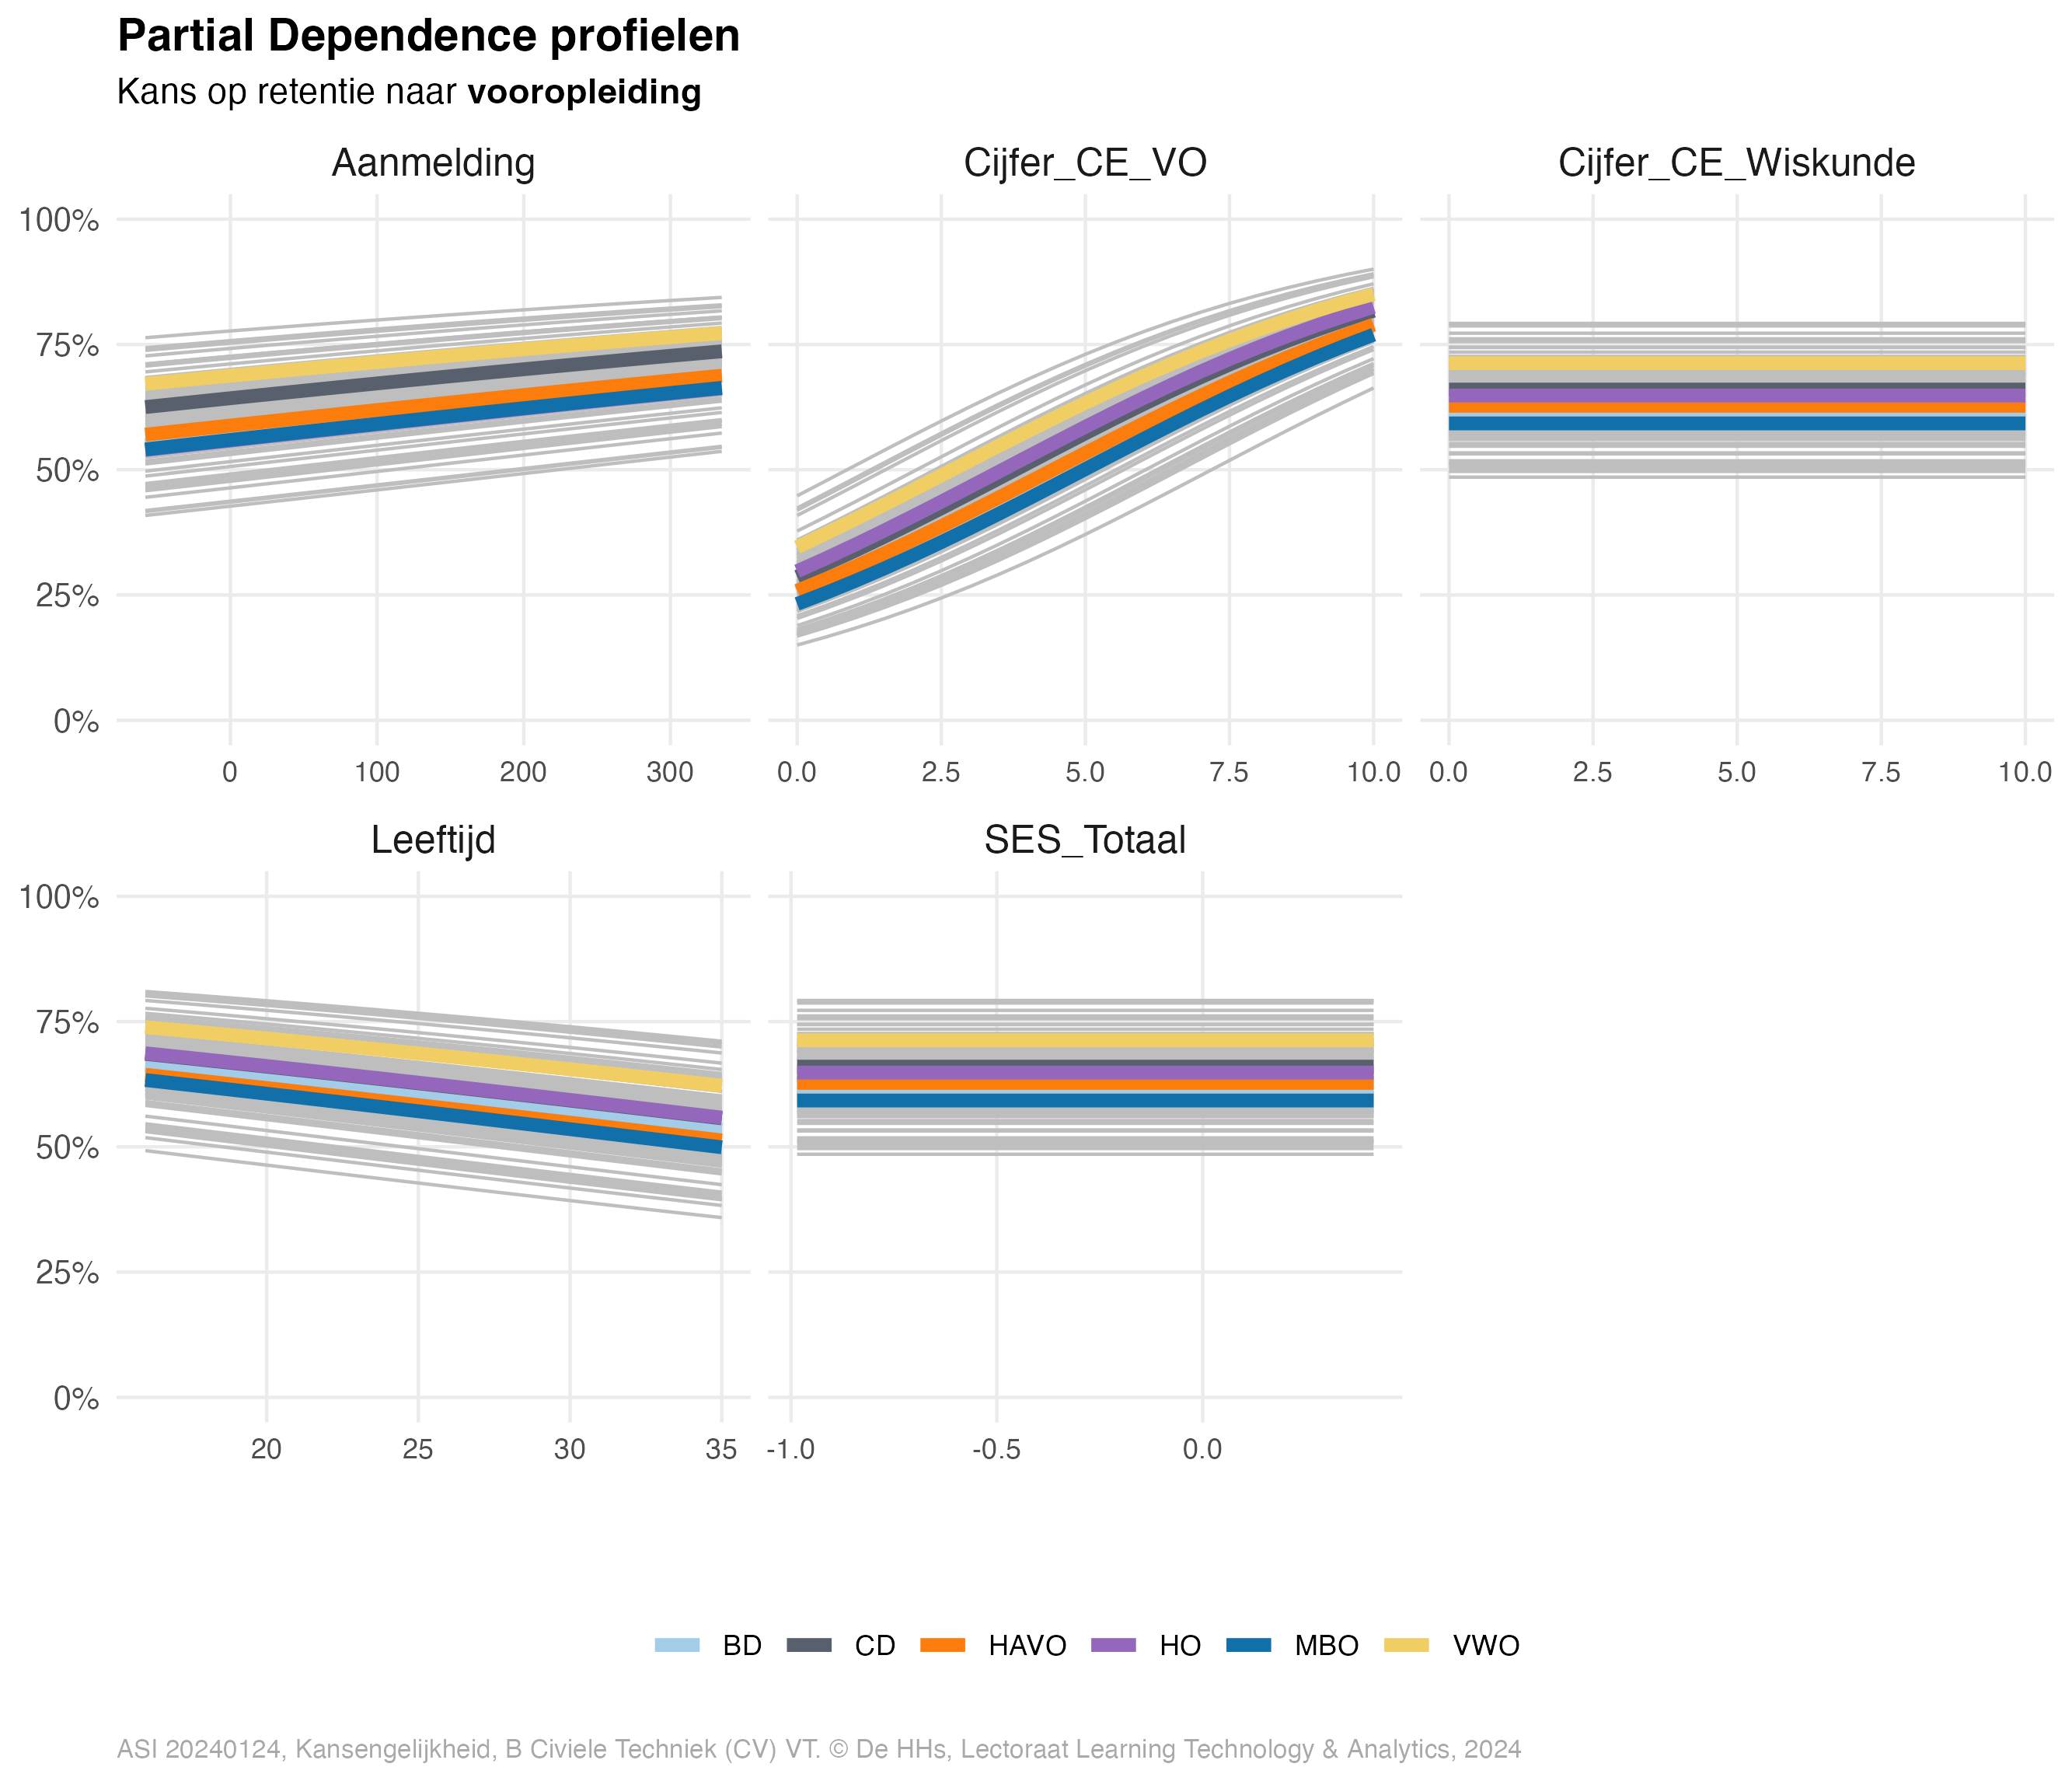 Partial Dependence profielen
Kans op retentie naar vooropleiding
Aanmelding
Cijfer_CE_VO
Cijfer_CE_Wiskunde
100%
75%
50%
25%
0%
0 100 200 300
0.0 2.5 5.0 7.5 10.0
0.0 2.5 5.0 7.5 10.0
Leeftijd
SES_Totaal
100%
75%
50%
25%
0%
20 25 30 35
-1.0 -0.5 0.0
BD CD HAVO HO MBO VWO
ASI 20240124, Kansengelijkheid, B Civiele Techniek (CV) VT. © De HHs, Lectoraat Learning Technology & Analytics, 2024